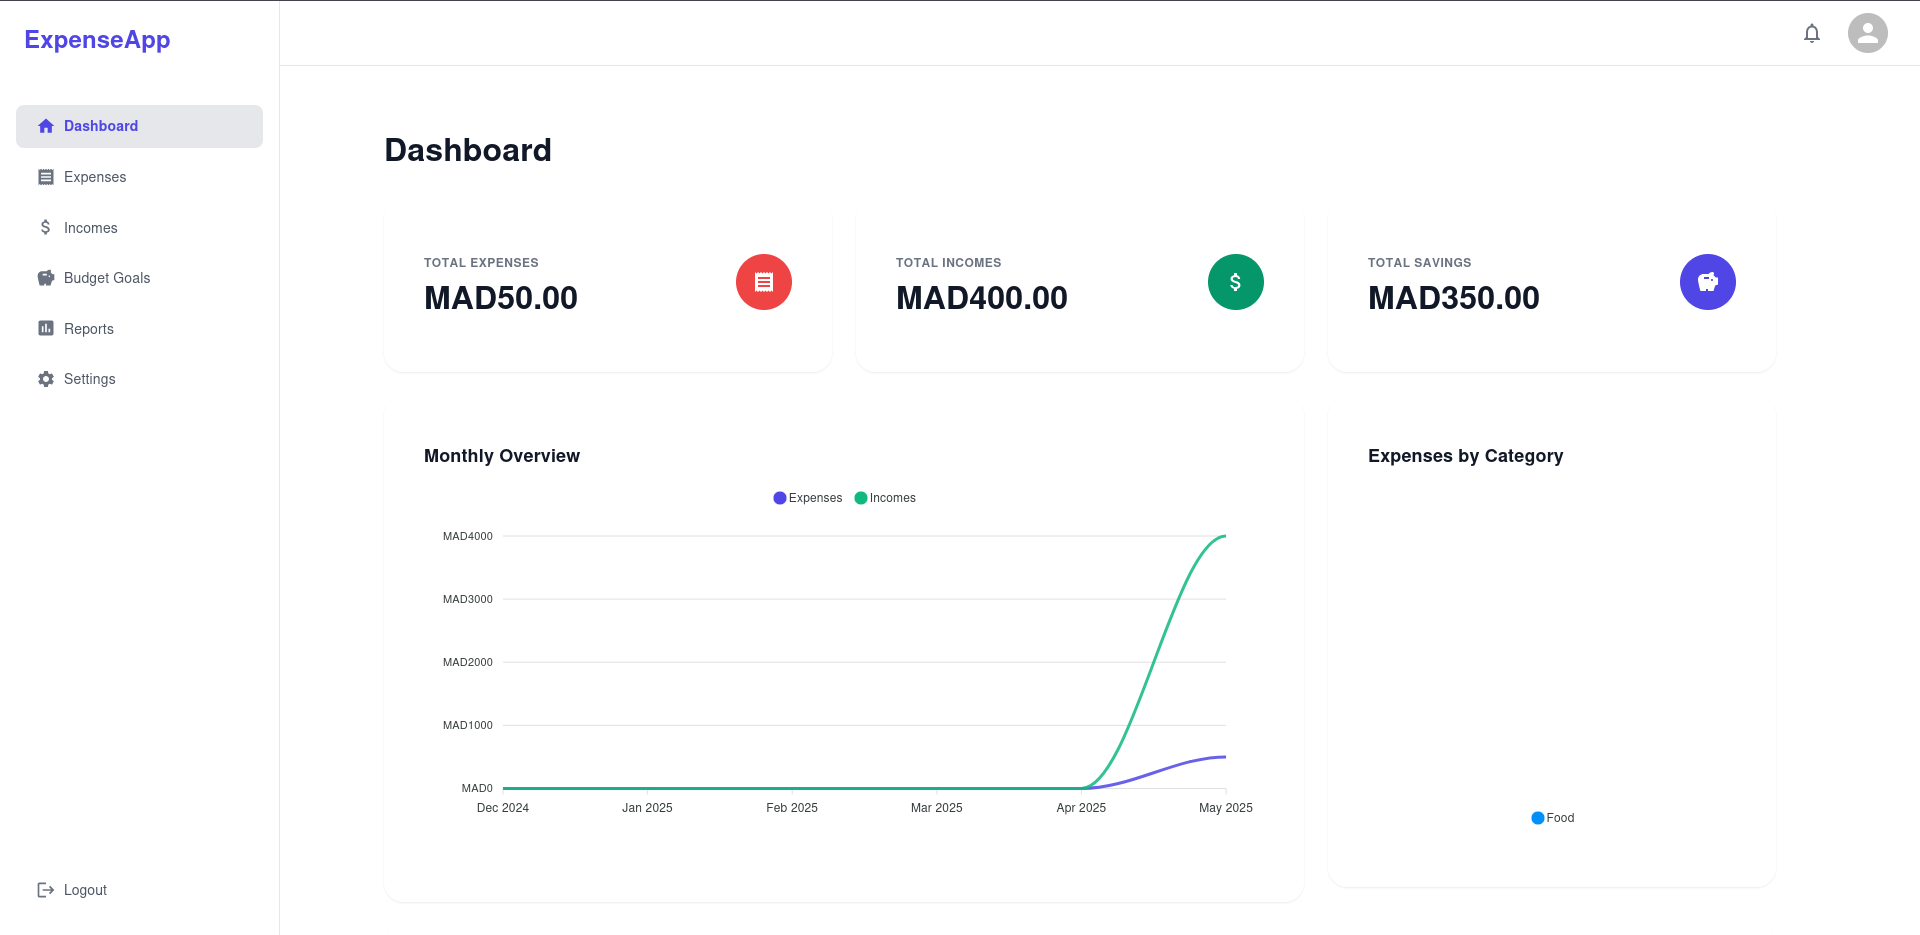 ExpenseApp
Dashboard
Expenses
Incomes
Budget Goals
Reports
Settings
Logout
Dashboard
TOTAL EXPENSES
MAD50.00
TOTAL INCOMES
MAD400.00
TOTAL SAVINGS
MAD350.00
Monthly Overview
Expenses Incomes
MAD4000
MAD3000
MAD2000
MAD1000
MAD0
Dec 2024 Jan 2025 Feb 2025 Mar 2025 Apr 2025 May 2025
Expenses by Category
Food